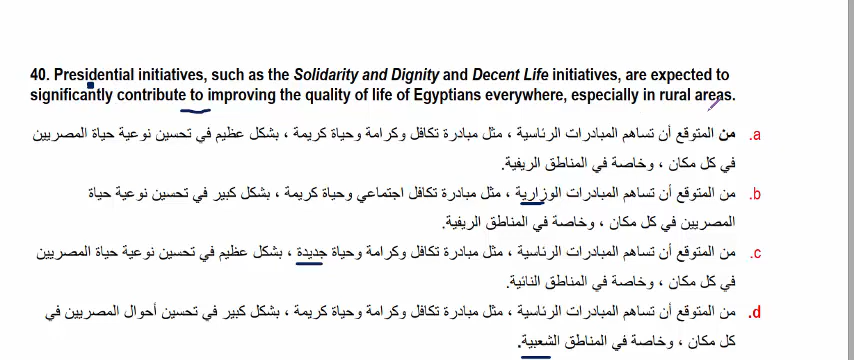 40. Presidential initiatives, such as the Solidarity and Dignity and Decent Life initiatives, are expected to
significantly contribute to improving the quality of life of Egyptians everywhere, especially in rural areas.
a. من المتوقع أن تساهم المبادرات الرئاسية ، مثل مبادرة تكافل وكرامة وحياة كريمة ، بشكل عظيم في تحسين نوعية حياة المصريين
في كل مكان ، وخاصة في المناطق الريفية.
b. من المتوقع أن تساهم المبادرات الوزارية ، مثل مبادرة تكافل اجتماعي وحياة كريمة ، بشكل كبير في تحسين نوعية حياة
المصريين في كل مكان ، وخاصة في المناطق الريفية.
c. من المتوقع أن تساهم المبادرات الرئاسية ، مثل مبادرة تكافل وكرامة وحياة جديدة ، بشكل عظيم في تحسين نوعية حياة المصريين
في كل مكان ، وخاصة في المناطق النائية.
d. من المتوقع أن تساهم المبادرات الرئاسية ، مثل مبادرة تكافل وكرامة وحياة كريمة ، بشكل كبير في تحسين أحوال المصريين في
كل مكان ، وخاصة في المناطق الشعبية.